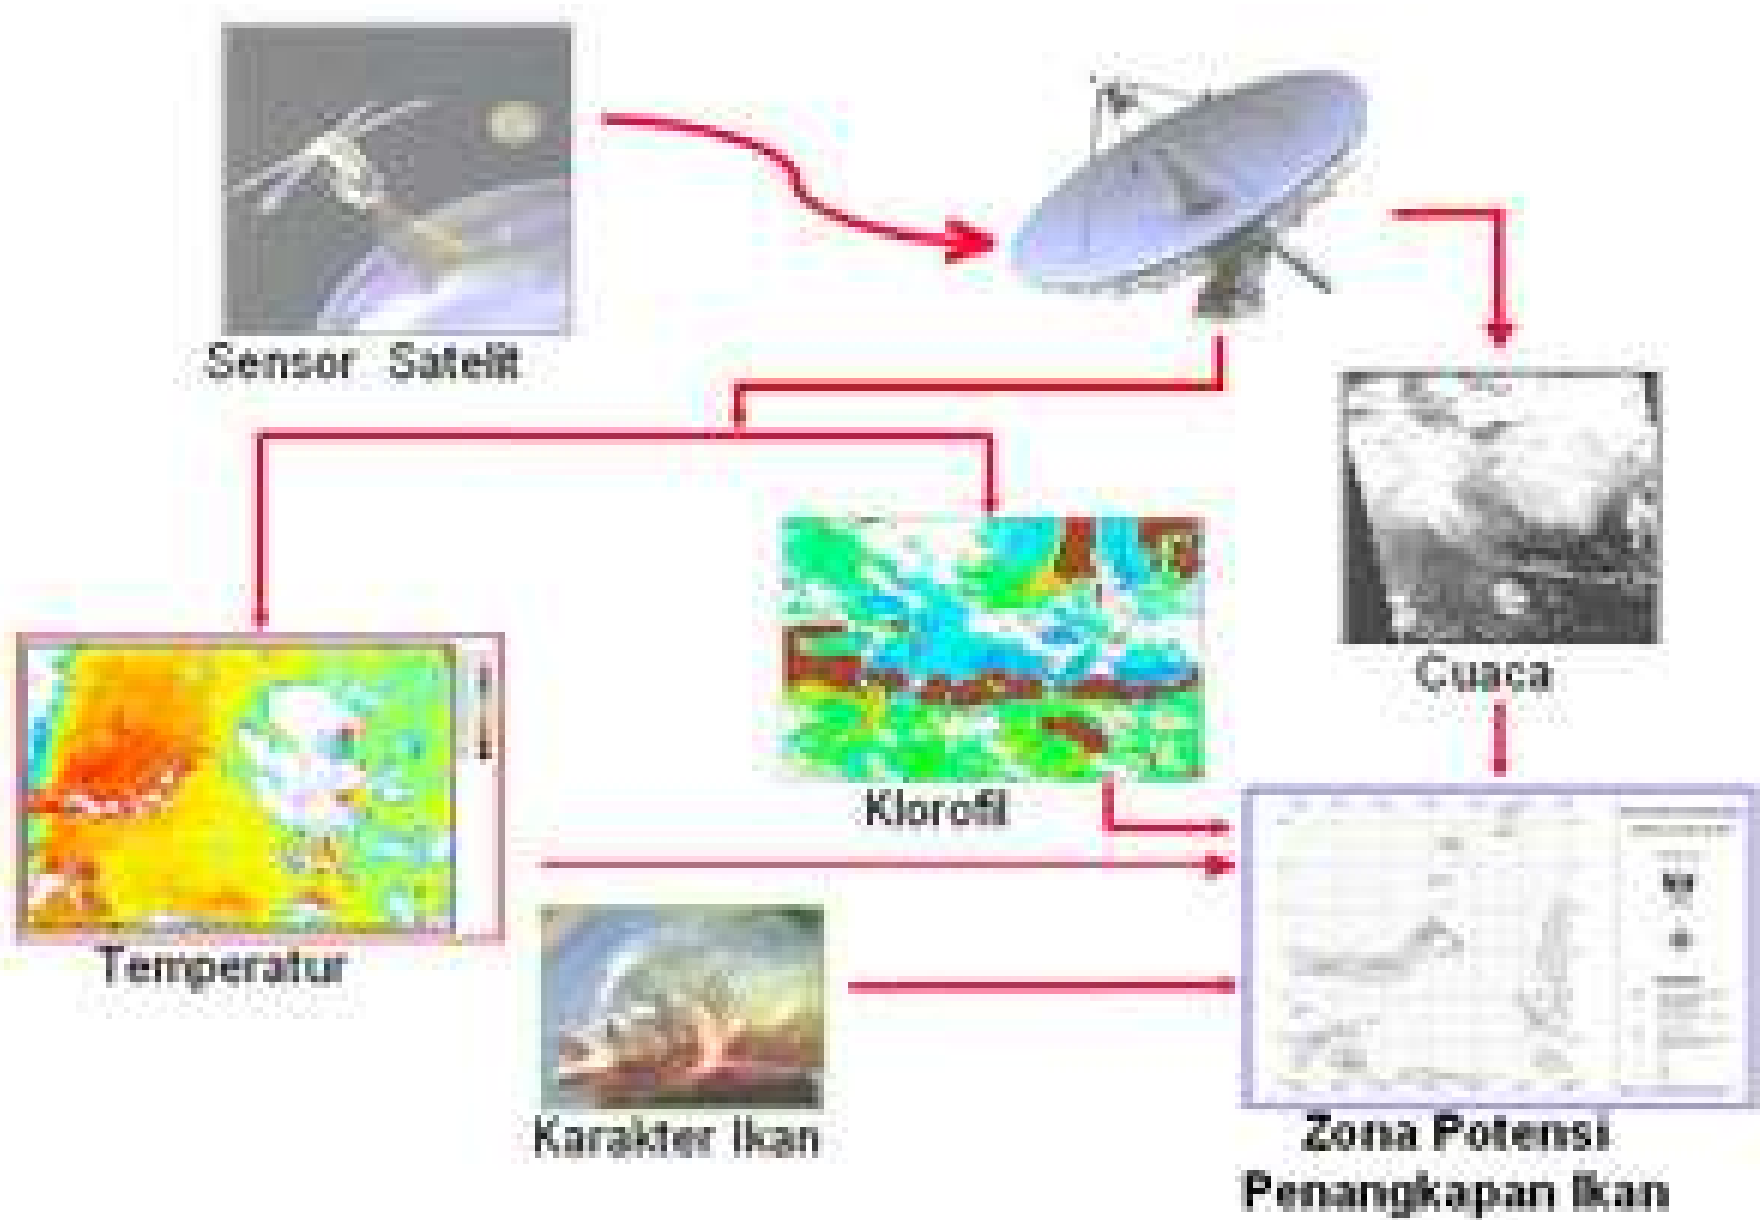 Sensor Satelit
Cuaca
Klorofil
Temperatur
Karakter Ikan
Zona Potensi
Penangkapan Ikan